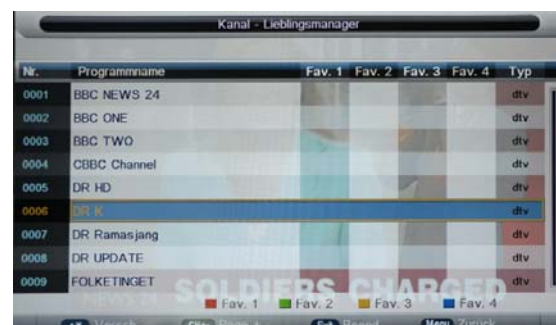 Kanal - Lieblingsmanager
Nr. Programmname Fav. 1 Fav. 2 Fav. 3 Fav. 4 Typ
0001 BBC NEWS 24 dtv
0002 BBC ONE dtv
0003 BBC TWO dtv
0004 CBBC Channel dtv
0005 DR HD dtv
0006 DR K dtv
0007 DR Ramasjang dtv
0008 DR UPDATE dtv
0009 FOLKETINGET dtv
NEWS 24 SOLDIERS CHARGED
Fav. 1 Fav. 2 Fav. 3 Fav. 4
Menu Zurück